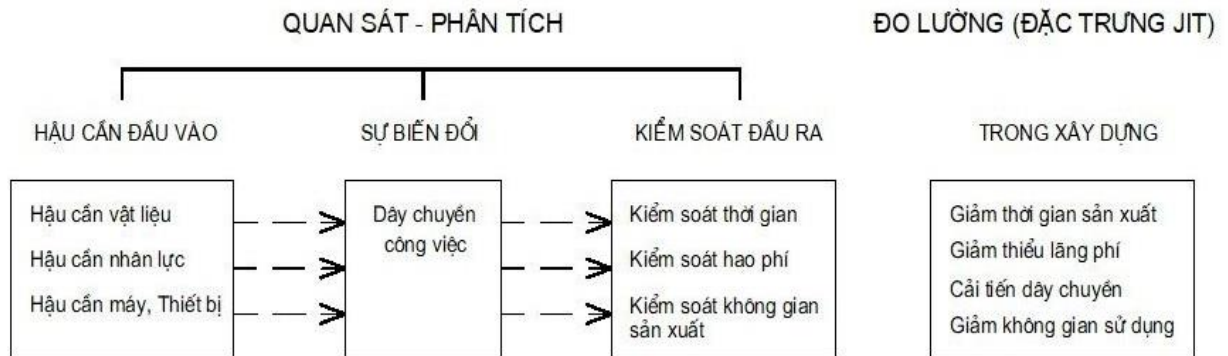 QUAN SÁT - PHÂN TÍCH
ĐO LƯỜNG (ĐẶC TRƯNG JIT)
HẬU CẦN ĐẦU VÀO
SỰ BIẾN ĐỔI
KIỂM SOÁT ĐẦU RA
TRONG XÂY DỰNG
Hậu cần vật liệu
Hậu cần nhân lực
Hậu cần máy, Thiết bị
Dây chuyền
công việc
Kiểm soát thời gian
Kiểm soát hao phí
Kiểm soát không gian
sản xuất
Giảm thời gian sản xuất
Giảm thiểu lãng phí
Cải tiến dây chuyền
Giảm không gian sử dụng